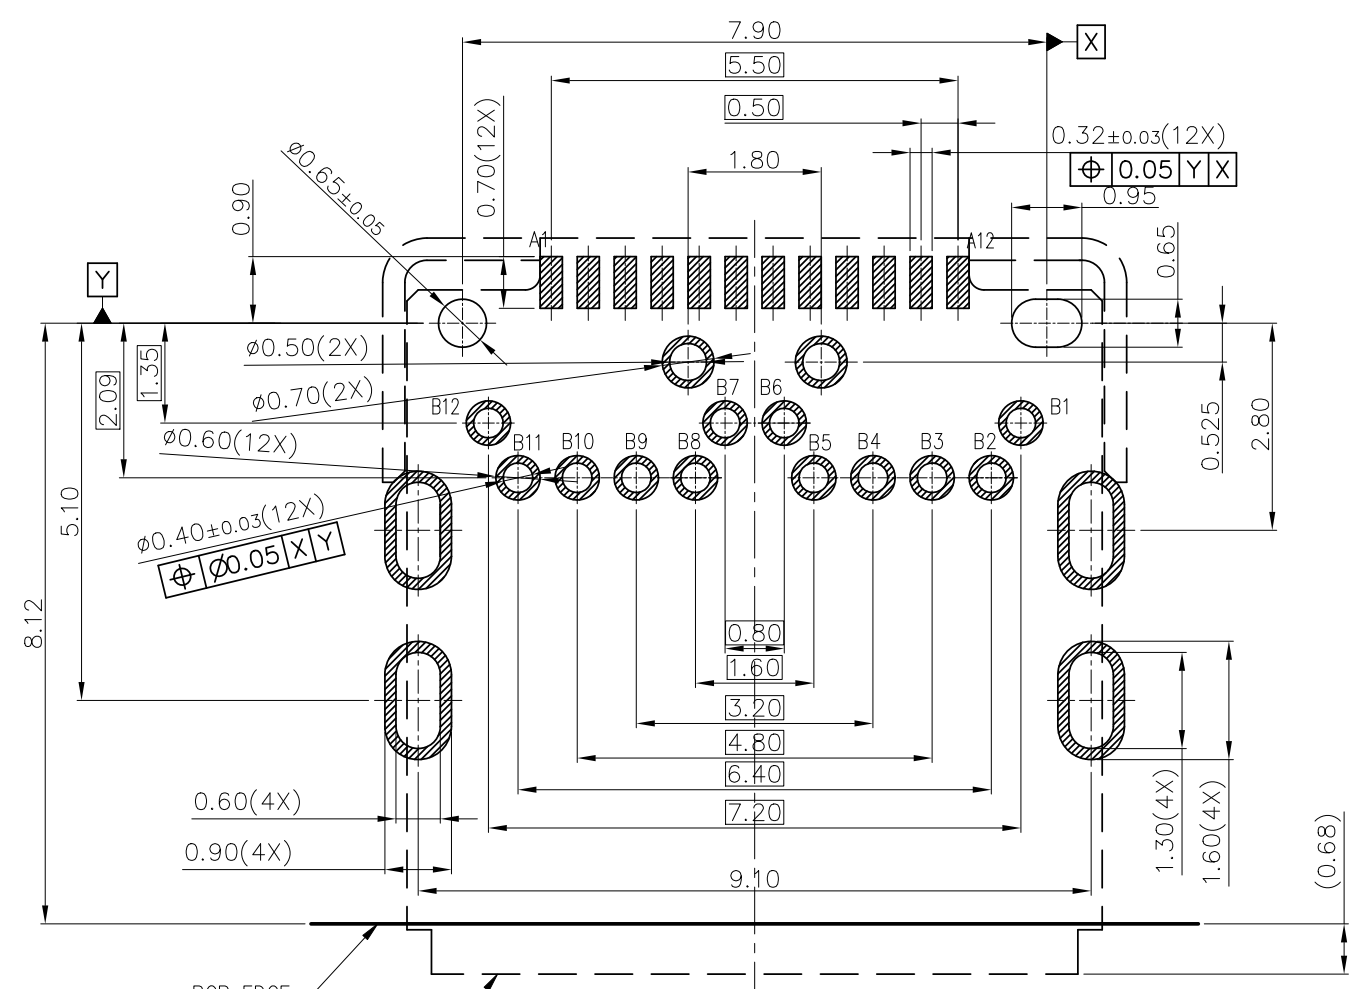 7.90
X
5.50
0.50
0.32±0.03(12X)
⌖ 0.05 Y X
0.95
1.80
0.70(12X)
ø0.65±0.05
0.90
0.65
A1
A12
Y
ø0.50(2X)
1.35
2.09
ø0.70(2X)
B12
B7
B6
B1
ø0.60(12X)
B11
B10
B9
B8
B5
B4
B3
B2
0.525
2.80
5.10
ø0.40±0.03(12X)
⌖ Ø0.05 X Y
8.12
0.80
1.60
3.20
4.80
6.40
7.20
0.60(4X)
0.90(4X)
9.10
1.30(4X)
1.60(4X)
(0.68)
PCB EDGE